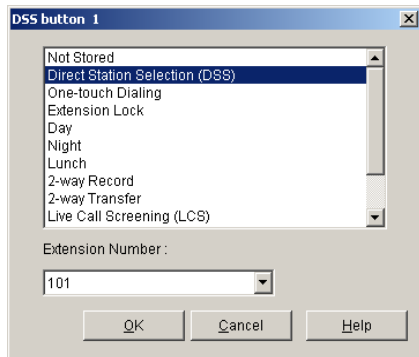 DSS button 1
Not Stored
Direct Station Selection (DSS)
One-touch Dialing
Extension Lock
Day
Night
Lunch
2-way Record
2-way Transfer
Live Call Screening (LCS)
Extension Number :
101
OK Cancel Help